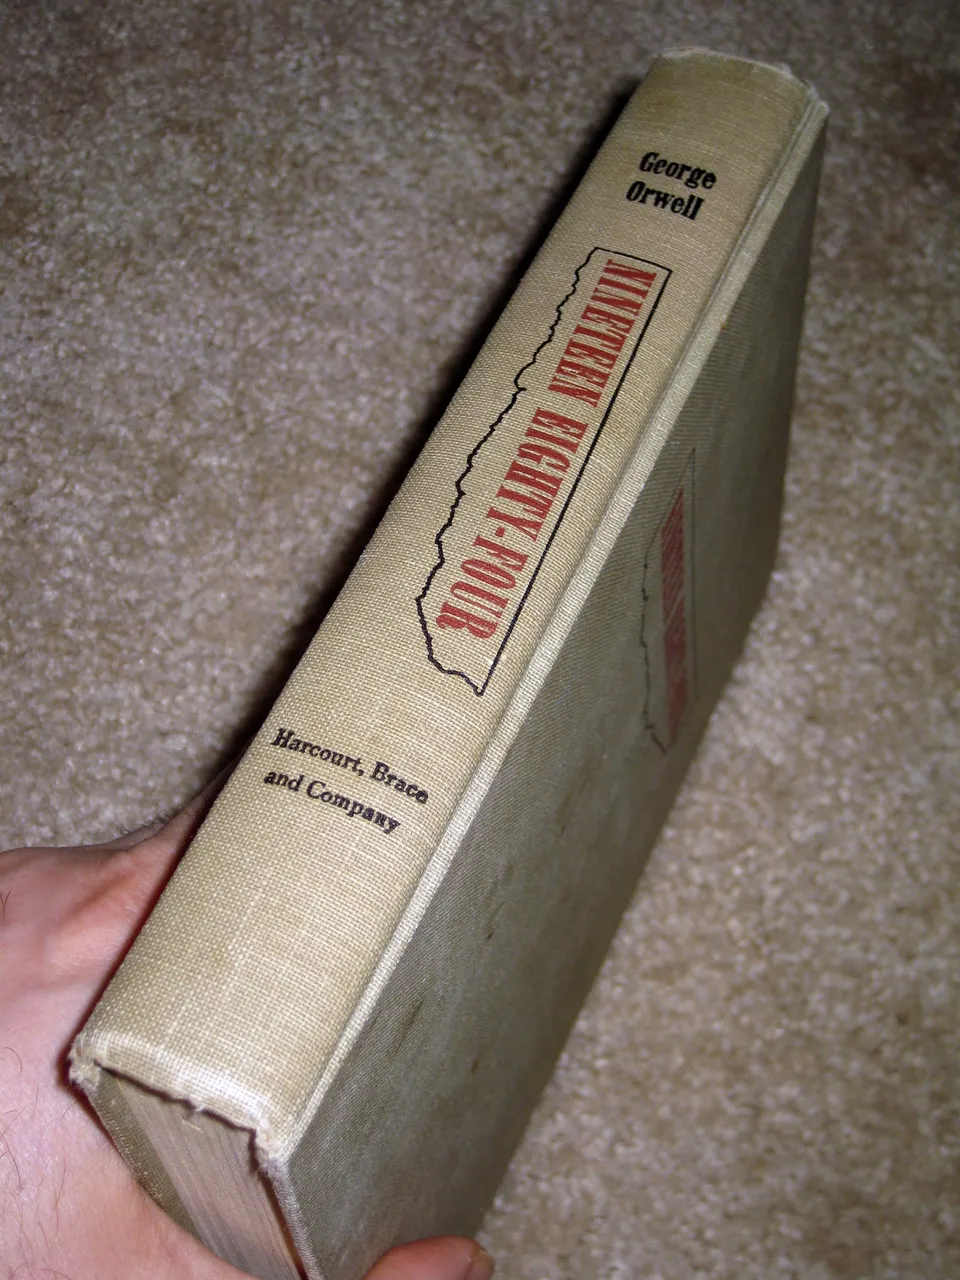 George
Orwell
NINETEEN EIGHTY-FOUR
Harcourt, Brace
and Company